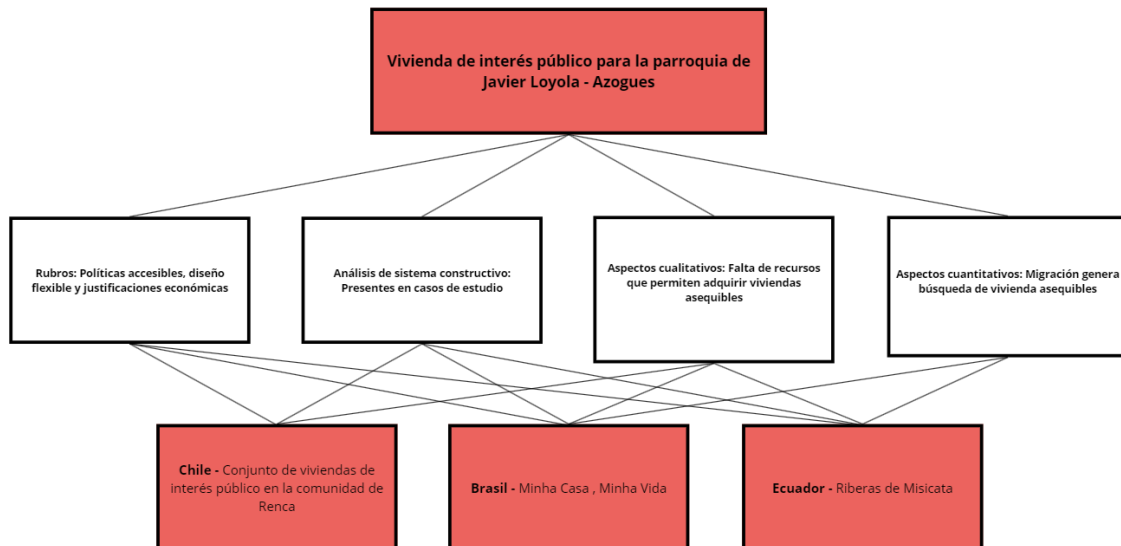 Vivienda de interés público para la parroquia de
Javier Loyola - Azogues
Rubros: Políticas accesibles, diseño
flexible y justificaciones económicas
Análisis de sistema constructivo:
Presentes en casos de estudio
Aspectos cualitativos: Falta de recursos
que permiten adquirir viviendas
asequibles
Aspectos cuantitativos: Migración genera
búsqueda de vivienda asequibles
Chile - Conjunto de viviendas de
interés público en la comunidad de
Renca
Brasil - Minha Casa , Minha Vida
Ecuador - Riberas de Misicata